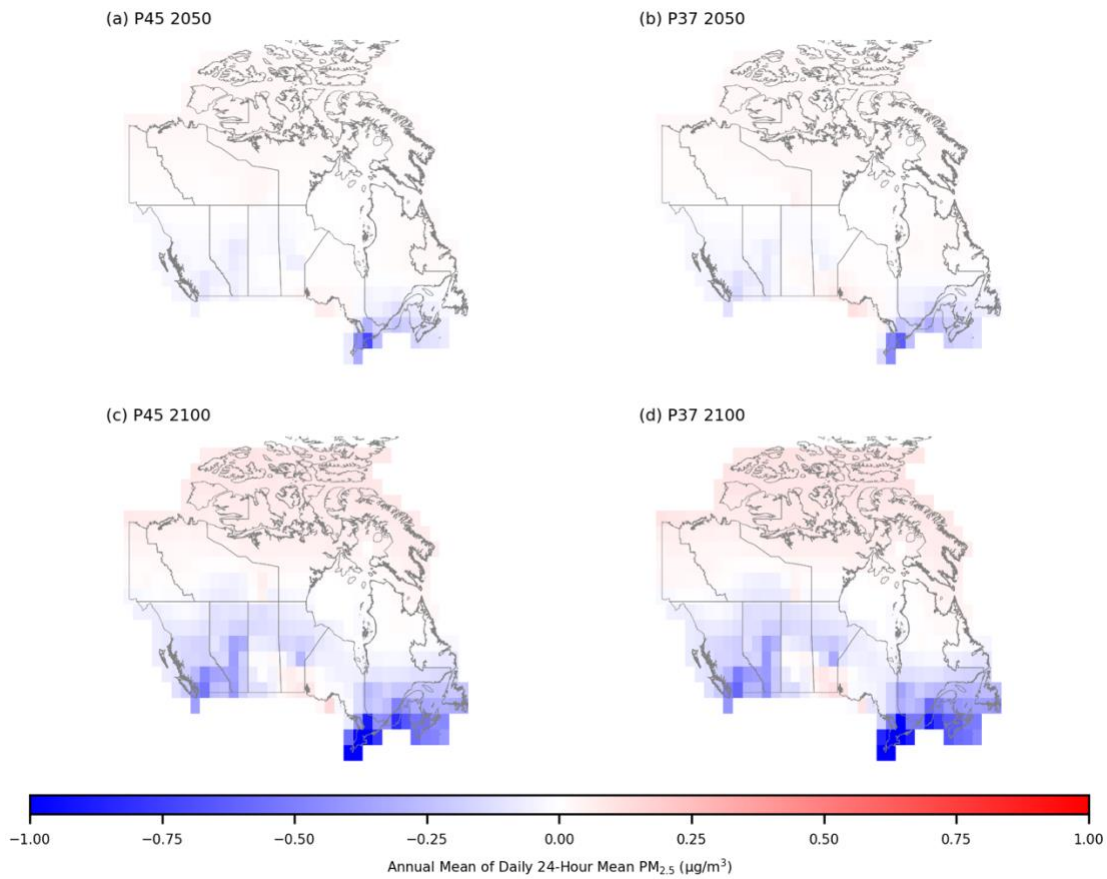 (a) P45 2050
(b) P37 2050
(c) P45 2100
(d) P37 2100
−1.00 −0.75 −0.50 −0.25 0.00 0.25 0.50 0.75 1.00
Annual Mean of Daily 24-Hour Mean PM₂.₅ (μg/m³)